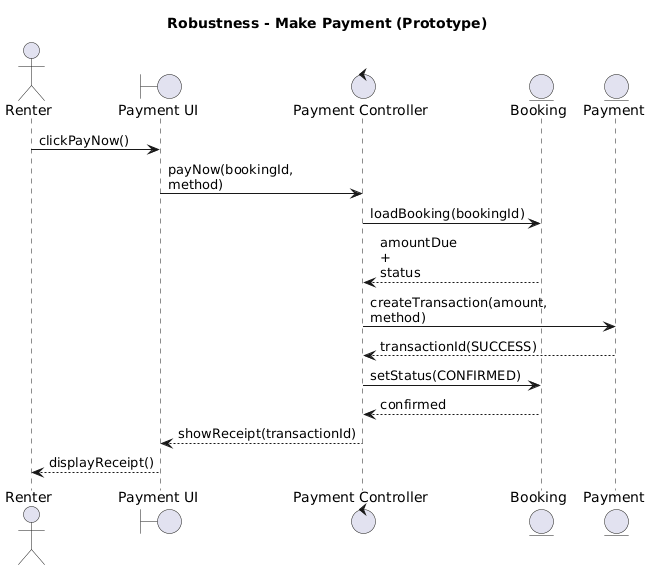 Robustness - Make Payment (Prototype)
Renter
Payment UI
Payment Controller
Booking
Payment
clickPayNow()
payNow(bookingId,
method)
loadBooking(bookingId)
amountDue
+
status
createTransaction(amount,
method)
transactionId(SUCCESS)
setStatus(CONFIRMED)
confirmed
showReceipt(transactionId)
displayReceipt()
Renter
Payment UI
Payment Controller
Booking
Payment